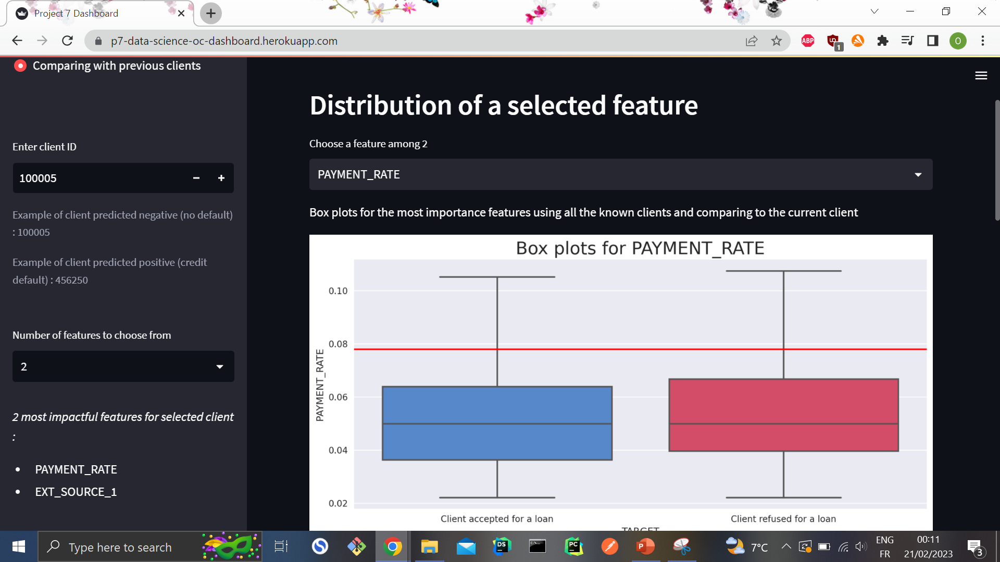 Project 7 Dashboard
p7-data-science-oc-dashboard.herokuapp.com
ABP
1
O
Comparing with previous clients
Enter client ID
100005
Example of client predicted negative (no default)
: 100005
Example of client predicted positive (credit
default) : 456250
Number of features to choose from
2
2 most impactful features for selected client
:
PAYMENT_RATE
EXT_SOURCE_1
Distribution of a selected feature
Choose a feature among 2
PAYMENT_RATE
Box plots for the most importance features using all the known clients and comparing to the current client
Box plots for PAYMENT_RATE
PAYMENT_RATE
0.10
0.08
0.06
0.04
0.02
Client accepted for a loan
Client refused for a loan
TARGET
Type here to search
DS
PC
P
7°C
ENG
FR
00:11
21/02/2023
3